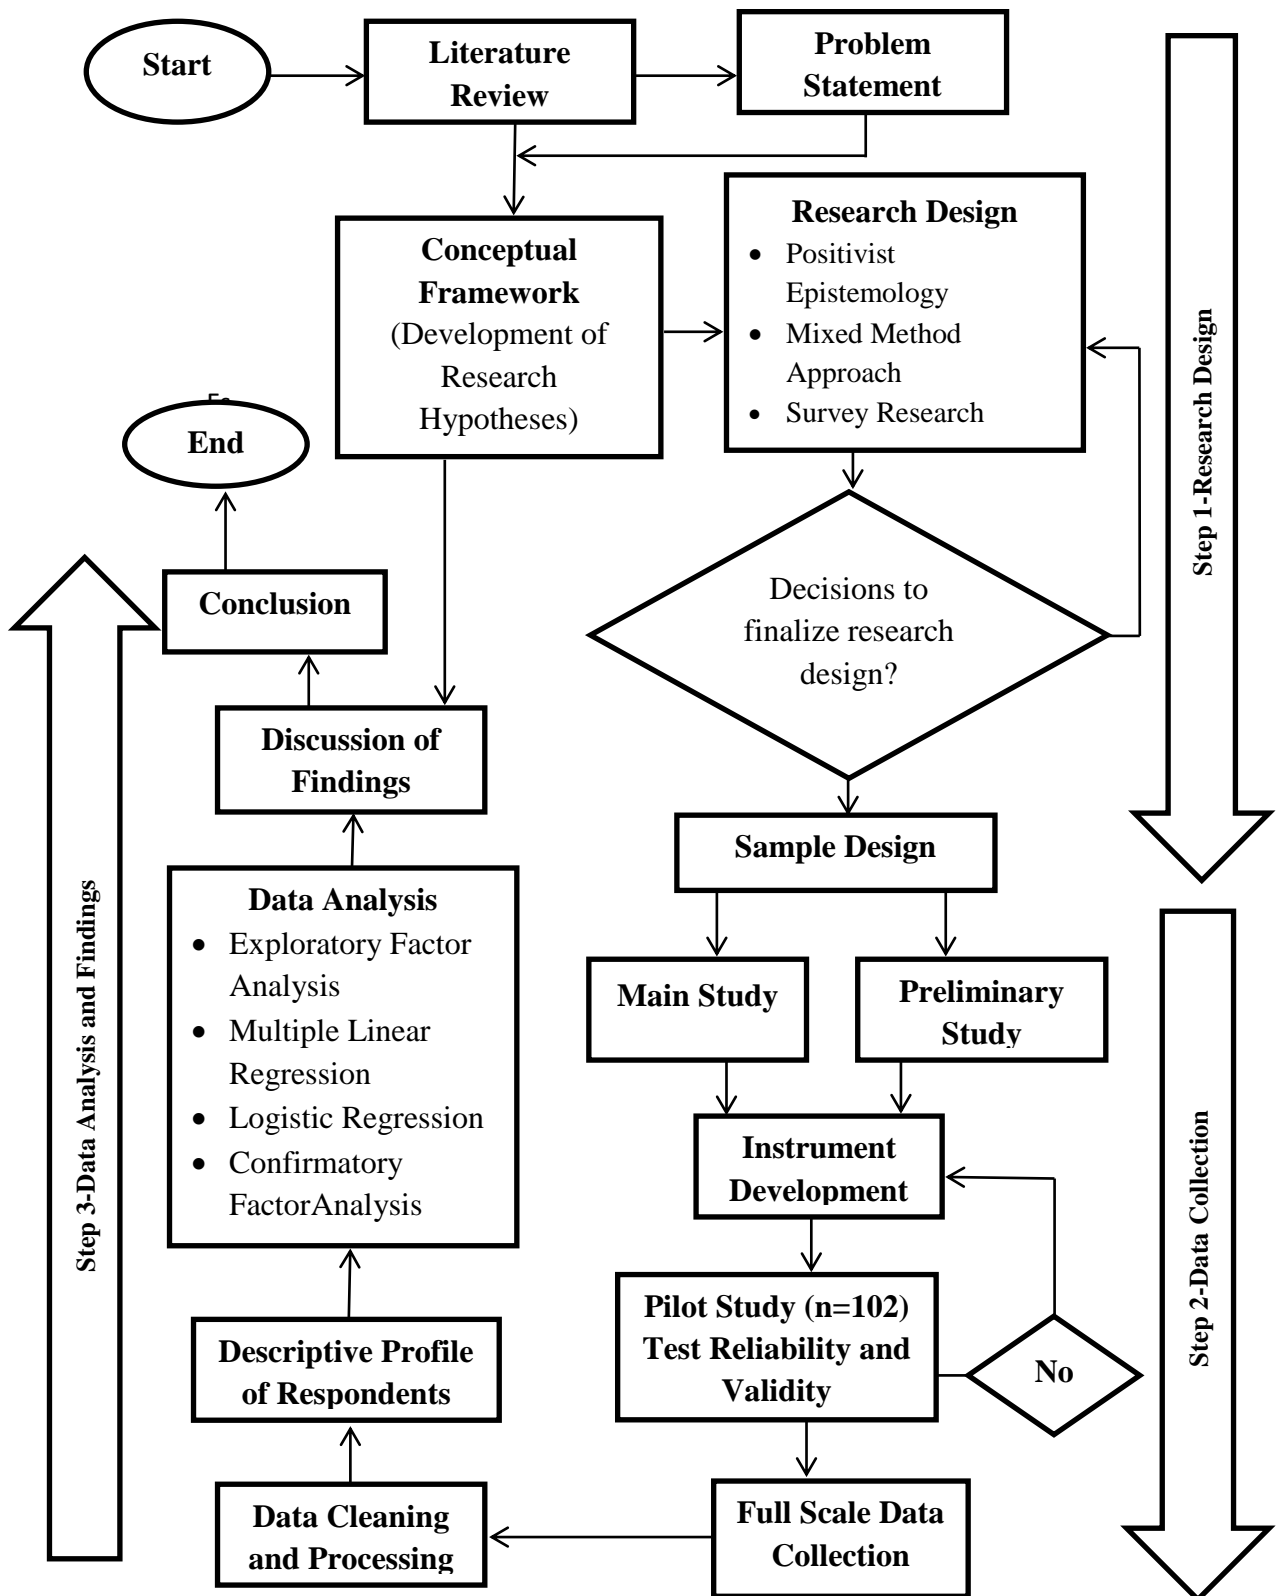 Start
Literature
Review
Problem
Statement
Conceptual
Framework
(Development of
Research
Hypotheses)
Research Design
• Positivist
Epistemology
• Mixed Method
Approach
• Survey Research
Step 1-Research Design
Decisions to
finalize research
design?
End
Conclusion
Discussion of
Findings
Sample Design
Main Study
Preliminary
Study
Instrument
Development
Pilot Study (n=102)
Test Reliability and
Validity
No
Full Scale Data
Collection
Step 2-Data Collection
Data Cleaning
and Processing
Descriptive Profile
of Respondents
Data Analysis
• Exploratory Factor
Analysis
• Multiple Linear
Regression
• Logistic Regression
• Confirmatory
FactorAnalysis
Step 3-Data Analysis and Findings